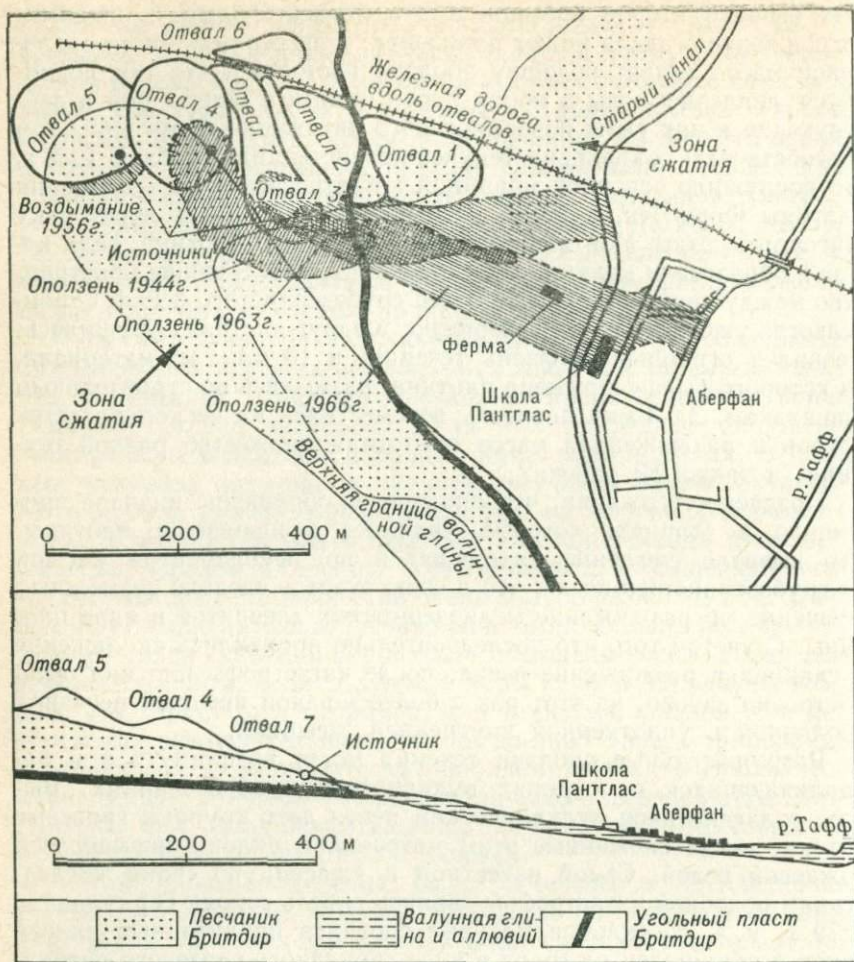 Отвал 6
Отвал 5
Отвал 4
Отвал 7
Отвал 2
Железная дорога
вдоль отвалов
Старый канал
Отвал 1
Зона
сжатия
Отвал 3
Воздымание
1956г.
Источники
Оползень 1944г.
Оползень 1963г.
Оползень 1966г.
Зона
сжатия
Ферма
Школа
Пантглас
Аберфан
р. Тафф
Верхняя граница валун-
ной глины
0 200 400 м
Отвал 5
Отвал 4
Отвал 7
Источник
Школа
Пантглас
Аберфан
р. Тафф
0 200 400 м
Песчаник
Бритдир
Валунная гли-
на и аллювий
Угольный пласт
Бритдир